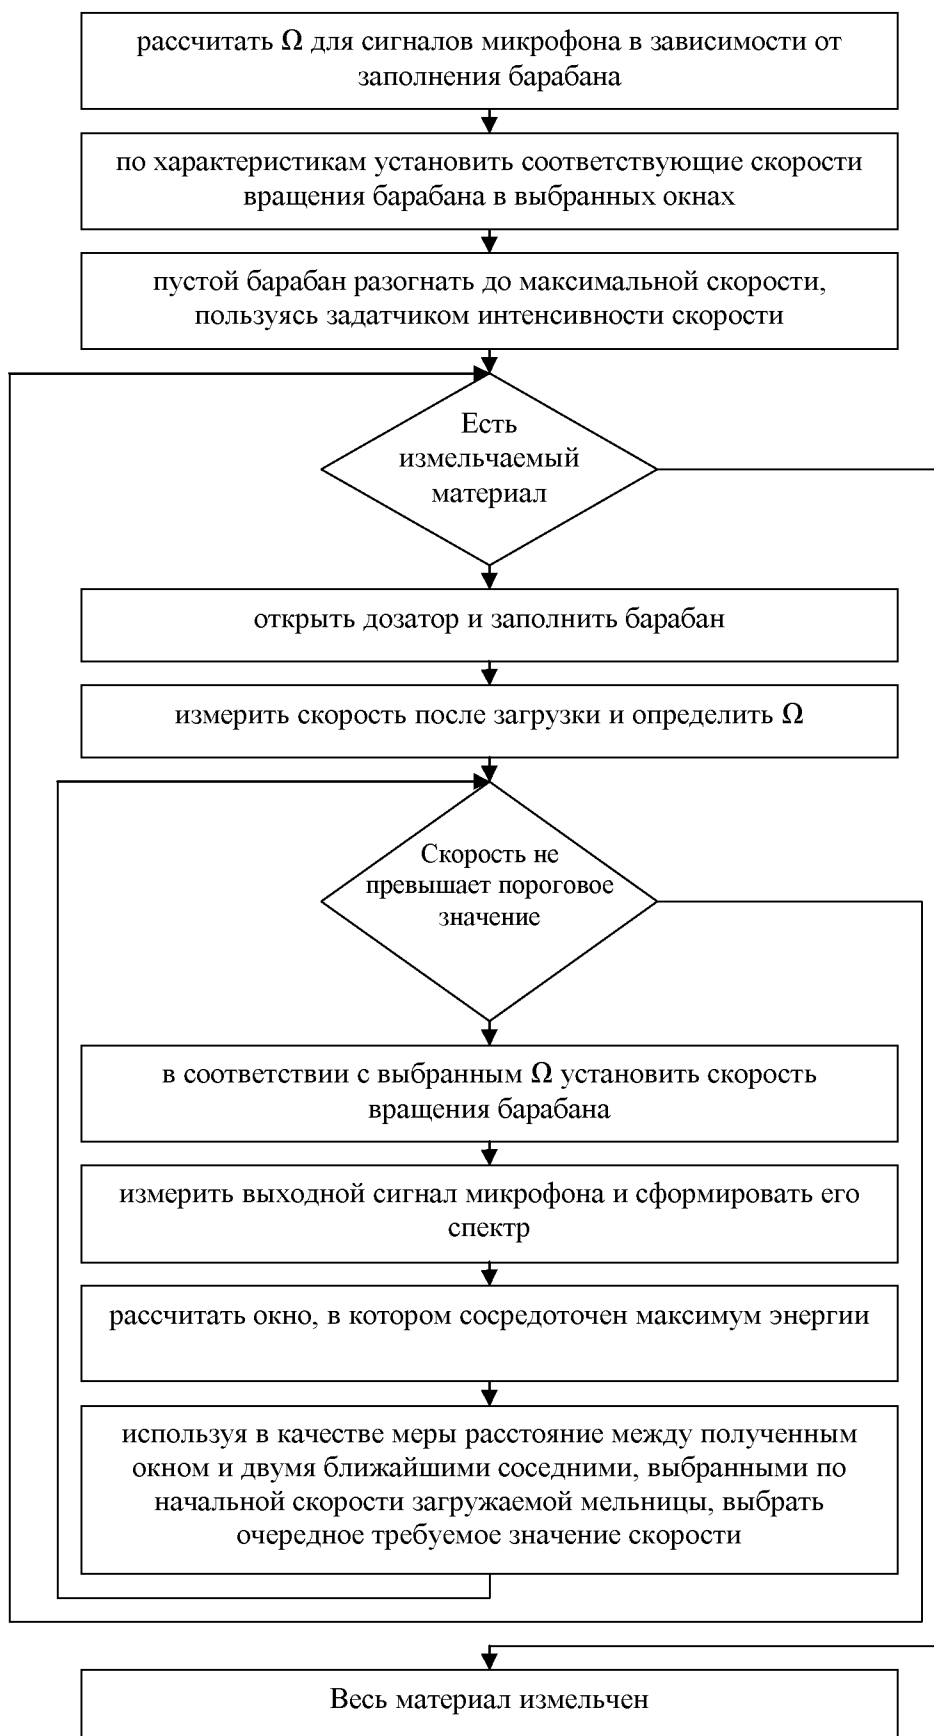 рассчитать Ω для сигналов микрофона в зависимости от
заполнения барабана
по характеристикам установить соответствующие скорости
вращения барабана в выбранных окнах
пустой барабан разогнать до максимальной скорости,
пользуясь задатчиком интенсивности скорости
Есть
измельчаемый
материал
открыть дозатор и заполнить барабан
измерить скорость после загрузки и определить Ω
Скорость не
превышает пороговое
значение
в соответствии с выбранным Ω установить скорость
вращения барабана
измерить выходной сигнал микрофона и сформировать его
спектр
рассчитать окно, в котором сосредоточен максимум энергии
используя в качестве меры расстояние между полученным
окном и двумя ближайшими соседними, выбранными по
начальной скорости загружаемой мельницы, выбрать
очередное требуемое значение скорости
Весь материал измельчен